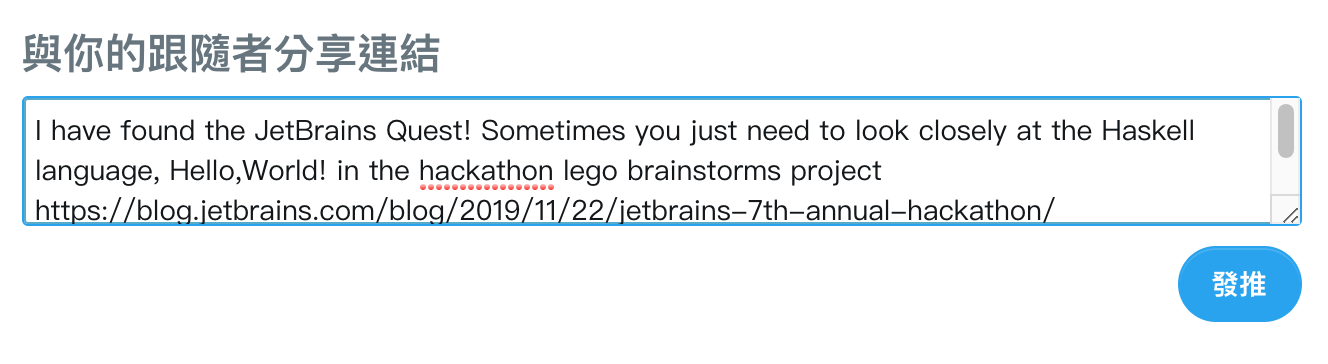 與你的跟隨者分享連結
I have found the JetBrains Quest! Sometimes you just need to look closely at the Haskell
language, Hello,World! in the hackathon lego brainstorms project
https://blog.jetbrains.com/blog/2019/11/22/jetbrains-7th-annual-hackathon/
發推